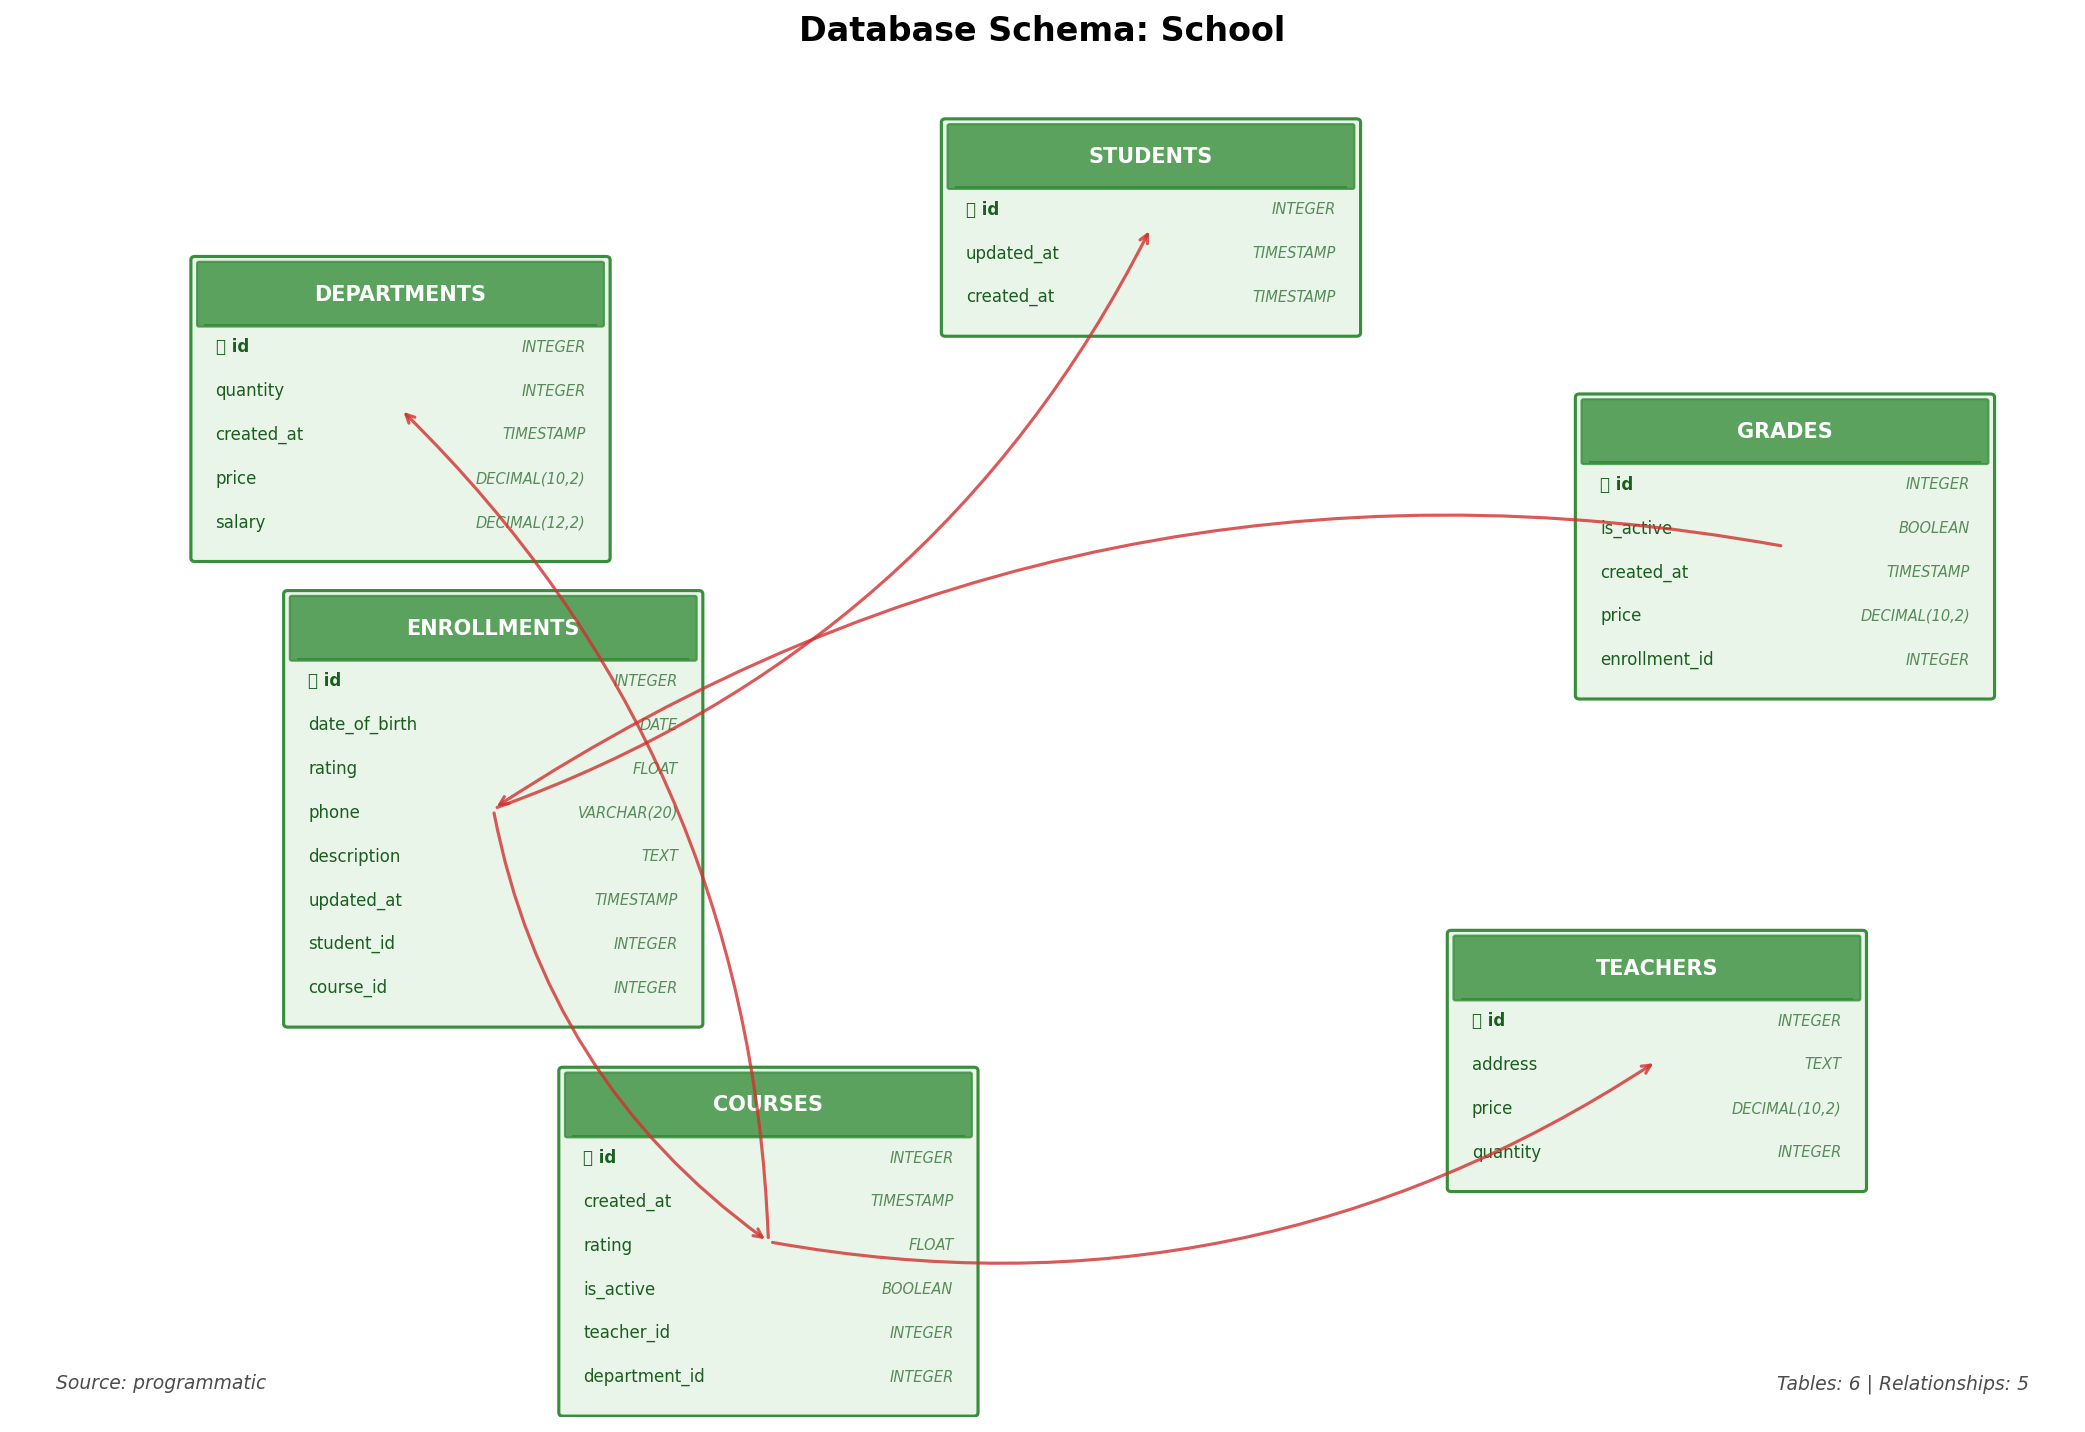 Database Schema: School
STUDENTS
id INTEGER
updated_at TIMESTAMP
created_at TIMESTAMP
DEPARTMENTS
id INTEGER
quantity INTEGER
created_at TIMESTAMP
price DECIMAL(10,2)
salary DECIMAL(12,2)
GRADES
id INTEGER
is_active BOOLEAN
created_at TIMESTAMP
price DECIMAL(10,2)
enrollment_id INTEGER
ENROLLMENTS
id INTEGER
date_of_birth DATE
rating FLOAT
phone VARCHAR(20)
description TEXT
updated_at TIMESTAMP
student_id INTEGER
course_id INTEGER
TEACHERS
id INTEGER
address TEXT
price DECIMAL(10,2)
quantity INTEGER
COURSES
id INTEGER
created_at TIMESTAMP
rating FLOAT
is_active BOOLEAN
teacher_id INTEGER
department_id INTEGER
Source: programmatic
Tables: 6 | Relationships: 5